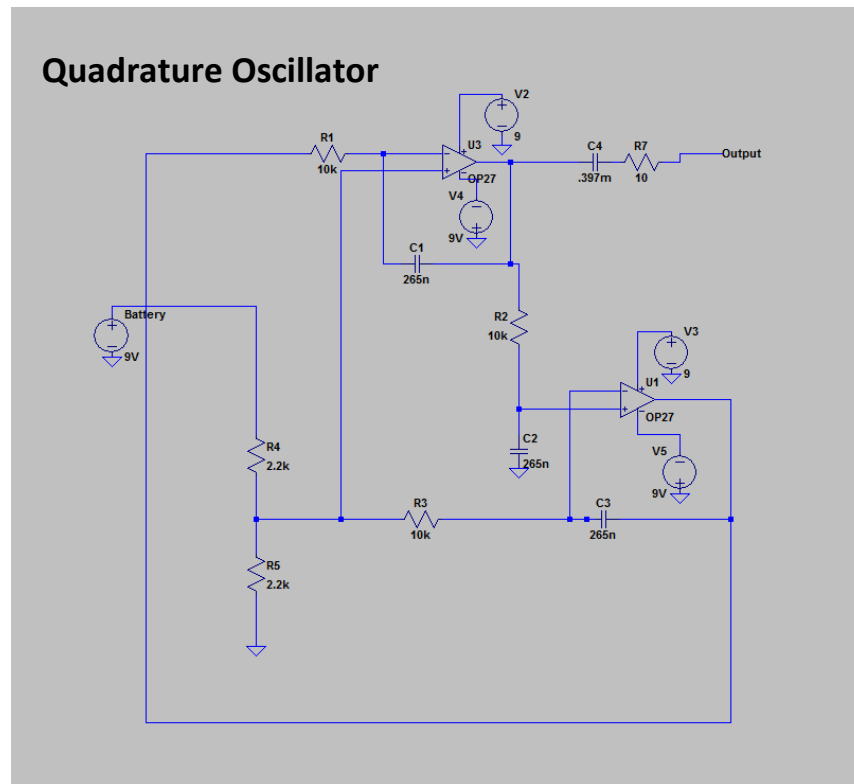 Quadrature Oscillator
V2
9
R1
10k
U3
OP27
C4
.397m
R7
10
Output
V4
9V
C1
265n
Battery
9V
R2
10k
V3
9
U1
OP27
C2
265n
V5
9V
R4
2.2k
R3
10k
C3
265n
R5
2.2k